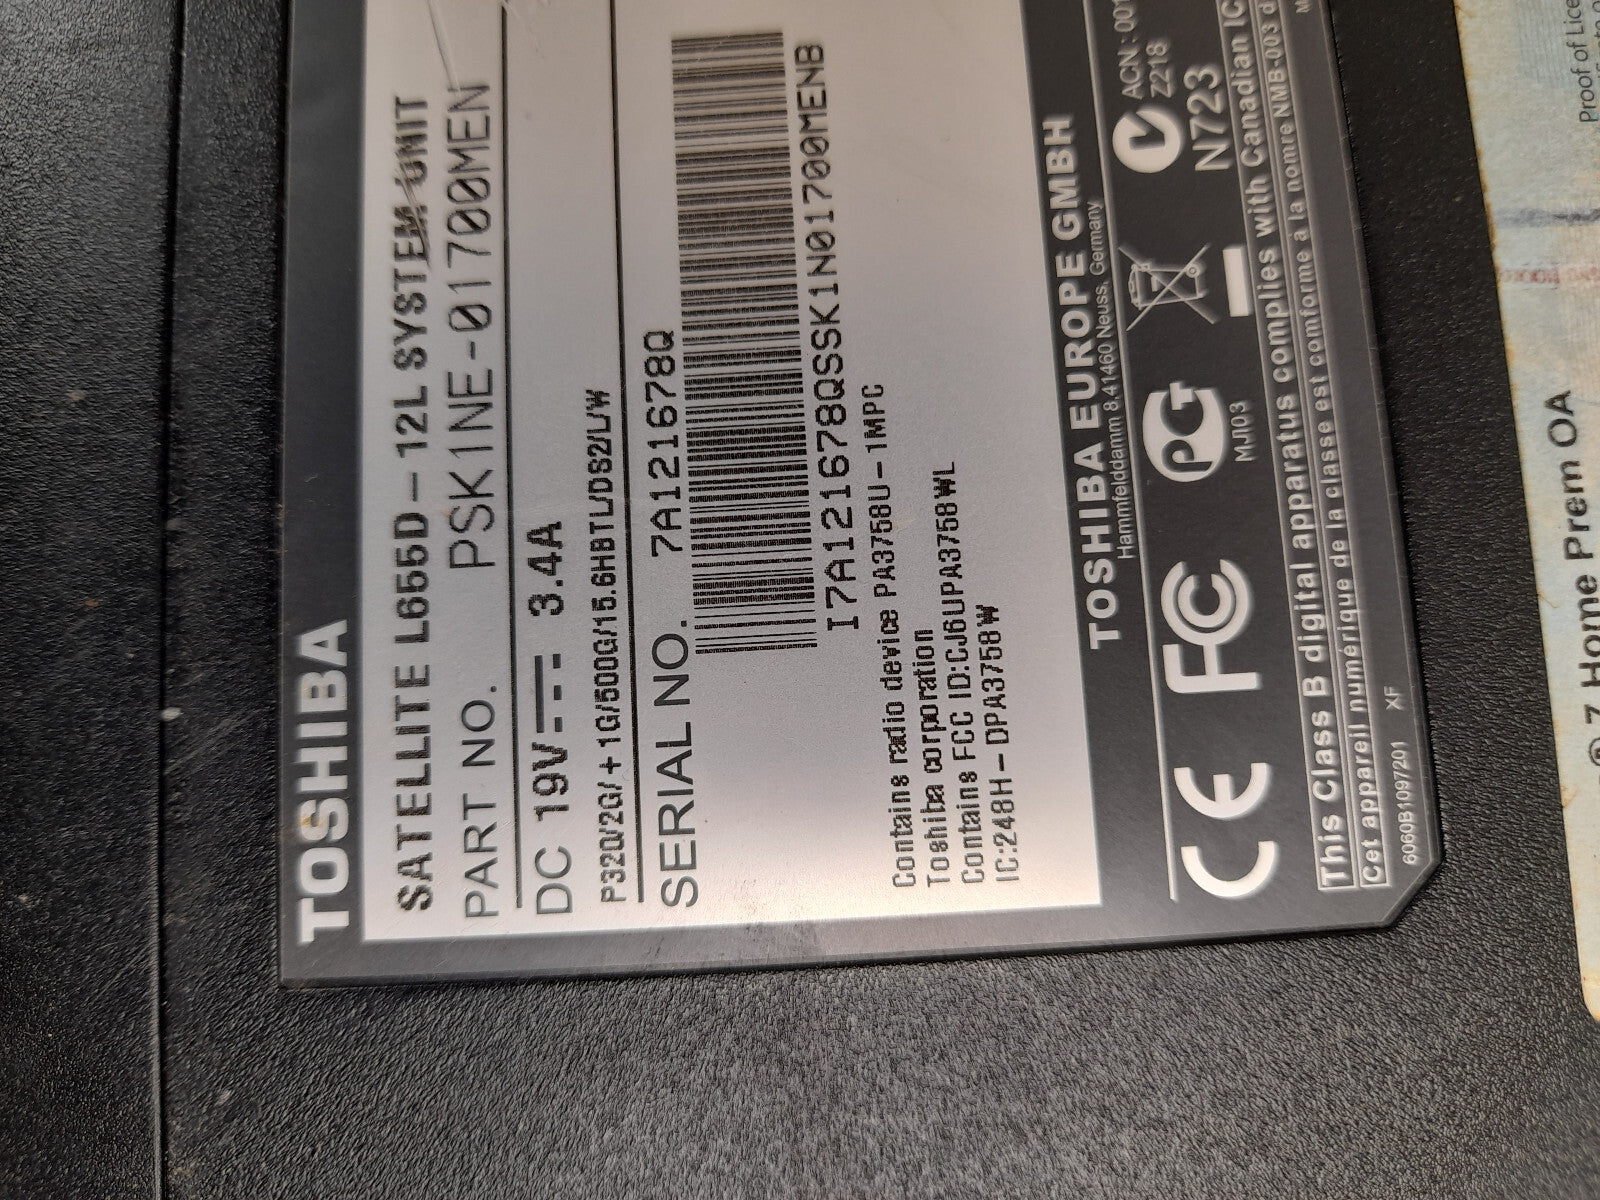 TOSHIBA
SATELLITE L655D – 12L SYSTEM UNIT
PART NO. PSK1NE-01700MEN
DC 19V 3.4A
P320/2G/+1G/500G/15.6HBTL/DS2/L/W
SERIAL NO. 7A121678Q
I7A121678QSSK1N01700MENB
Contains radio device PA3758U-1MPC
Toshiba corporation
Contains FCC ID:CJ6UPA3758WL
IC:248H-DPA3758W
TOSHIBA EUROPE GMBH
Hammfelddamm 8,41460 Neuss, Germany
CE FC PG
MJ103
ACN: 001
Z218
N723
This Class B digital apparatus complies with Canadian IC
Cet appareil numérique de la classe est conforme à la norme NMB-003 d
6060B1097201 XF
Proof of Lice
7 Home Prem OA